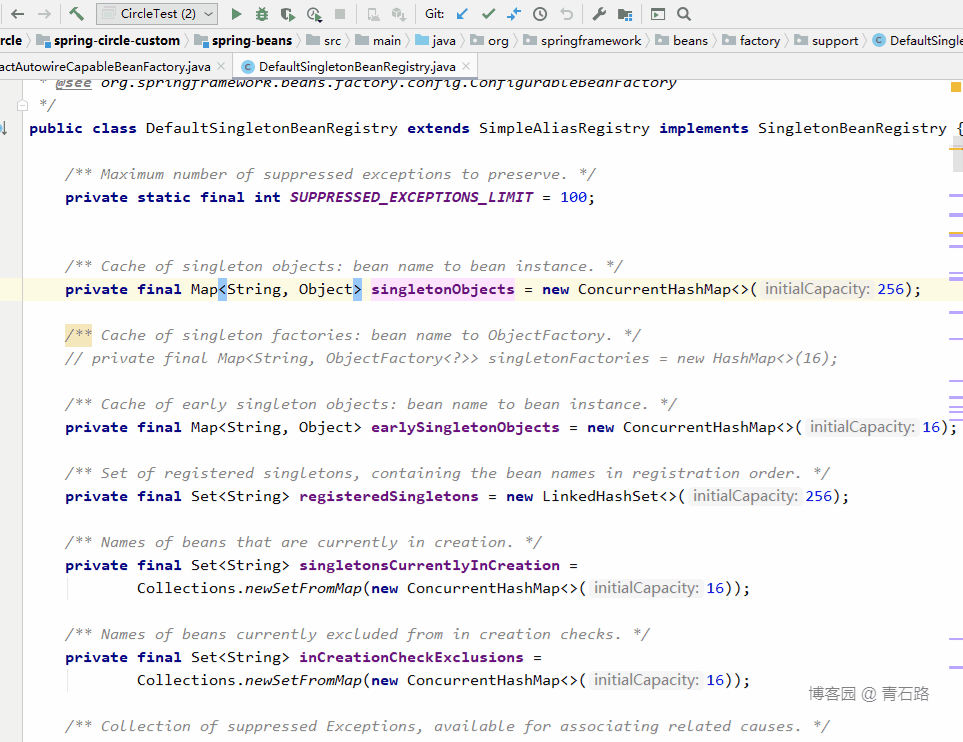 CircleTest (2) Git:
rcle spring-circle-custom spring-beans src main java org springframework beans factory support DefaultSingle
actAutowireCapableBeanFactory.java DefaultSingletonBeanRegistry.java
* @see org.springframework.beans.factory.config.ConfigurableBeanFactory
*/
public class DefaultSingletonBeanRegistry extends SimpleAliasRegistry implements SingletonBeanRegistry {
/** Maximum number of suppressed exceptions to preserve. */
private static final int SUPPRESSED_EXCEPTIONS_LIMIT = 100;
/** Cache of singleton objects: bean name to bean instance. */
private final Map<String, Object> singletonObjects = new ConcurrentHashMap<>( initialCapacity: 256);
/** Cache of singleton factories: bean name to ObjectFactory. */
// private final Map<String, ObjectFactory<?>> singletonFactories = new HashMap<>(16);
/** Cache of early singleton objects: bean name to bean instance. */
private final Map<String, Object> earlySingletonObjects = new ConcurrentHashMap<>( initialCapacity: 16);
/** Set of registered singletons, containing the bean names in registration order. */
private final Set<String> registeredSingletons = new LinkedHashSet<>( initialCapacity: 256);
/** Names of beans that are currently in creation. */
private final Set<String> singletonsCurrentlyInCreation =
Collections.newSetFromMap(new ConcurrentHashMap<>( initialCapacity: 16));
/** Names of beans currently excluded from in creation checks. */
private final Set<String> inCreationCheckExclusions =
Collections.newSetFromMap(new ConcurrentHashMap<>( initialCapacity: 16));
博客园 @ 青石路
/** Collection of suppressed Exceptions, available for associating related causes. */